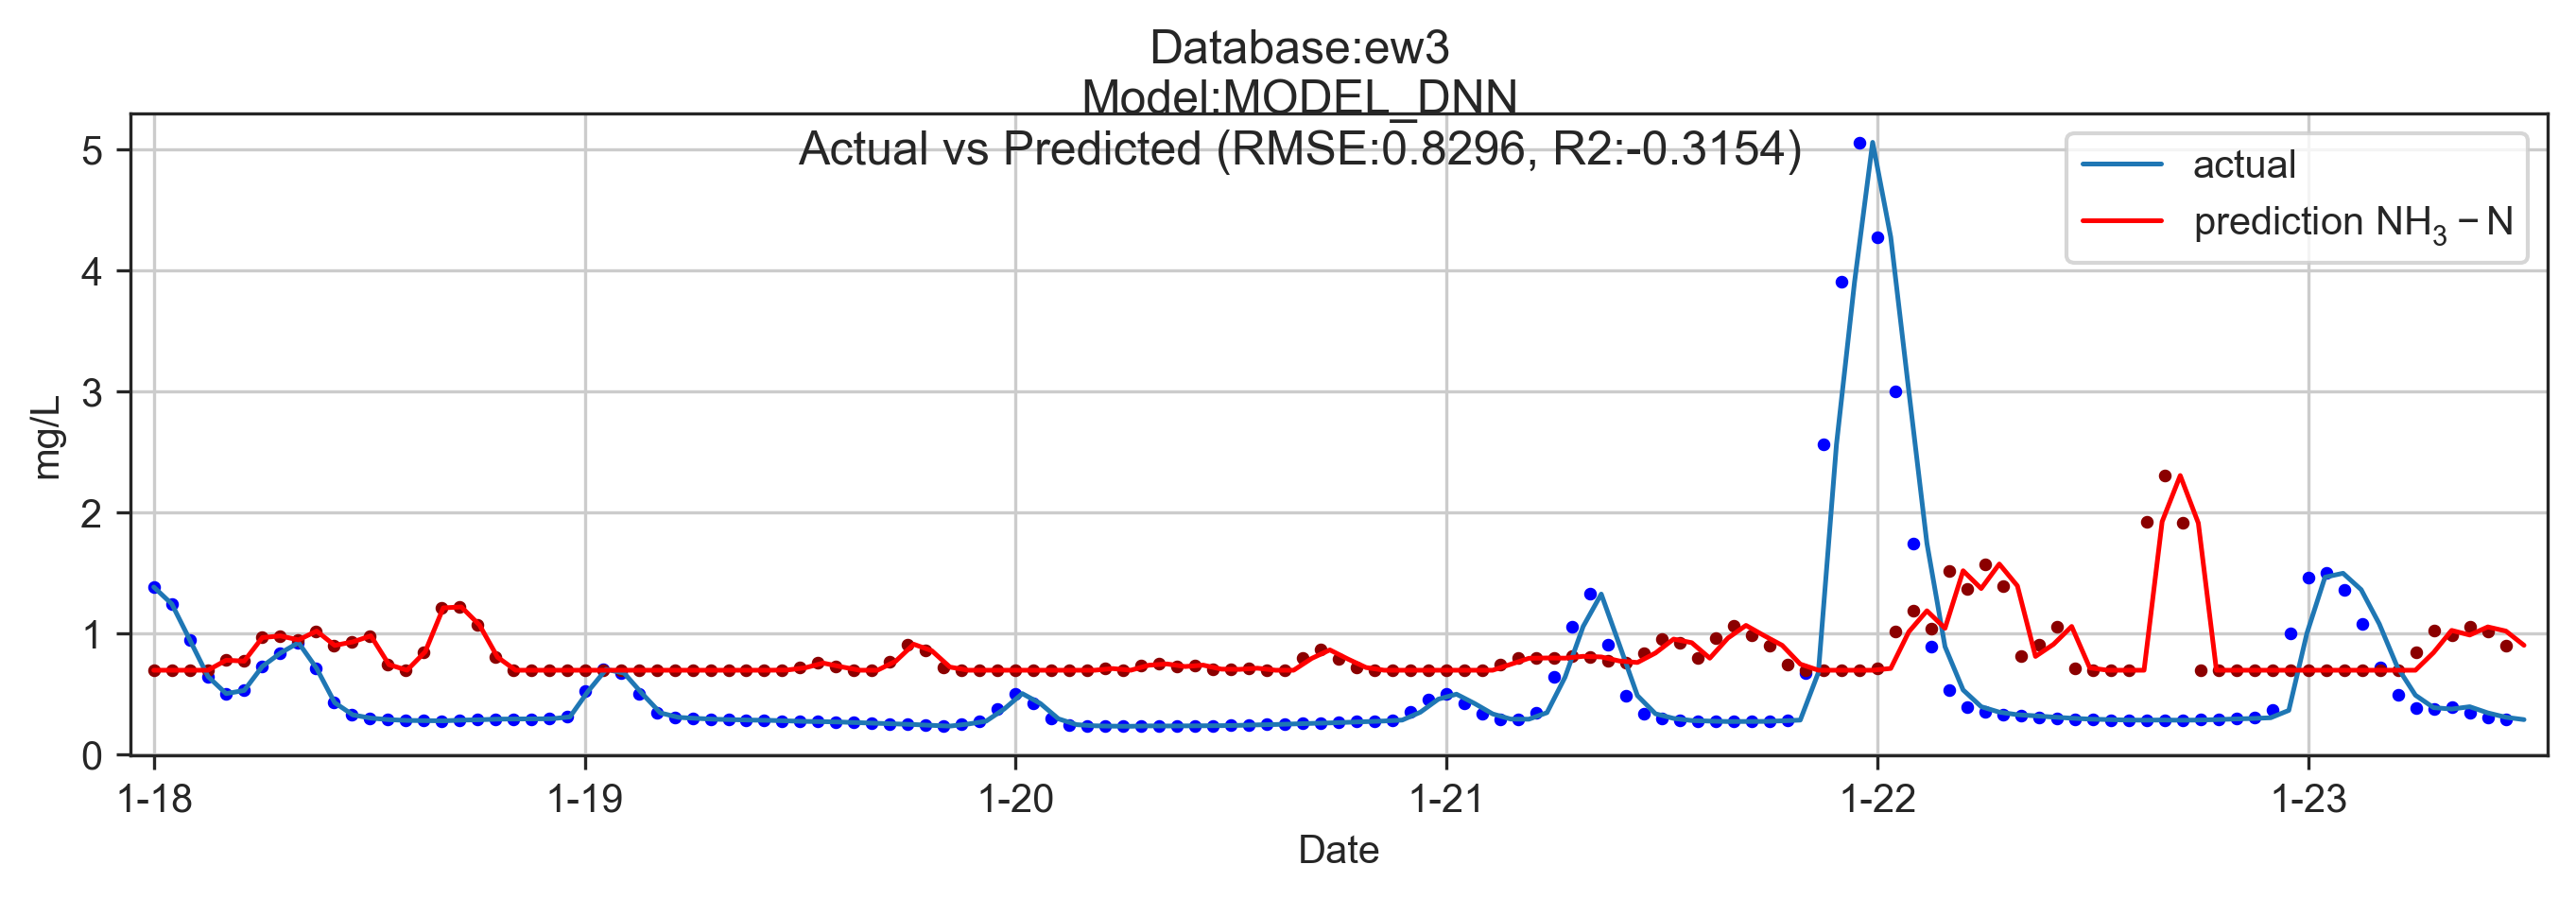 Database:ew3
Model:MODEL_DNN
Actual vs Predicted (RMSE:0.8296, R2:-0.3154)
actual
prediction NH₃ − N
mg/L
5
4
3
2
1
0
1-18 1-19 1-20 1-21 1-22 1-23
Date